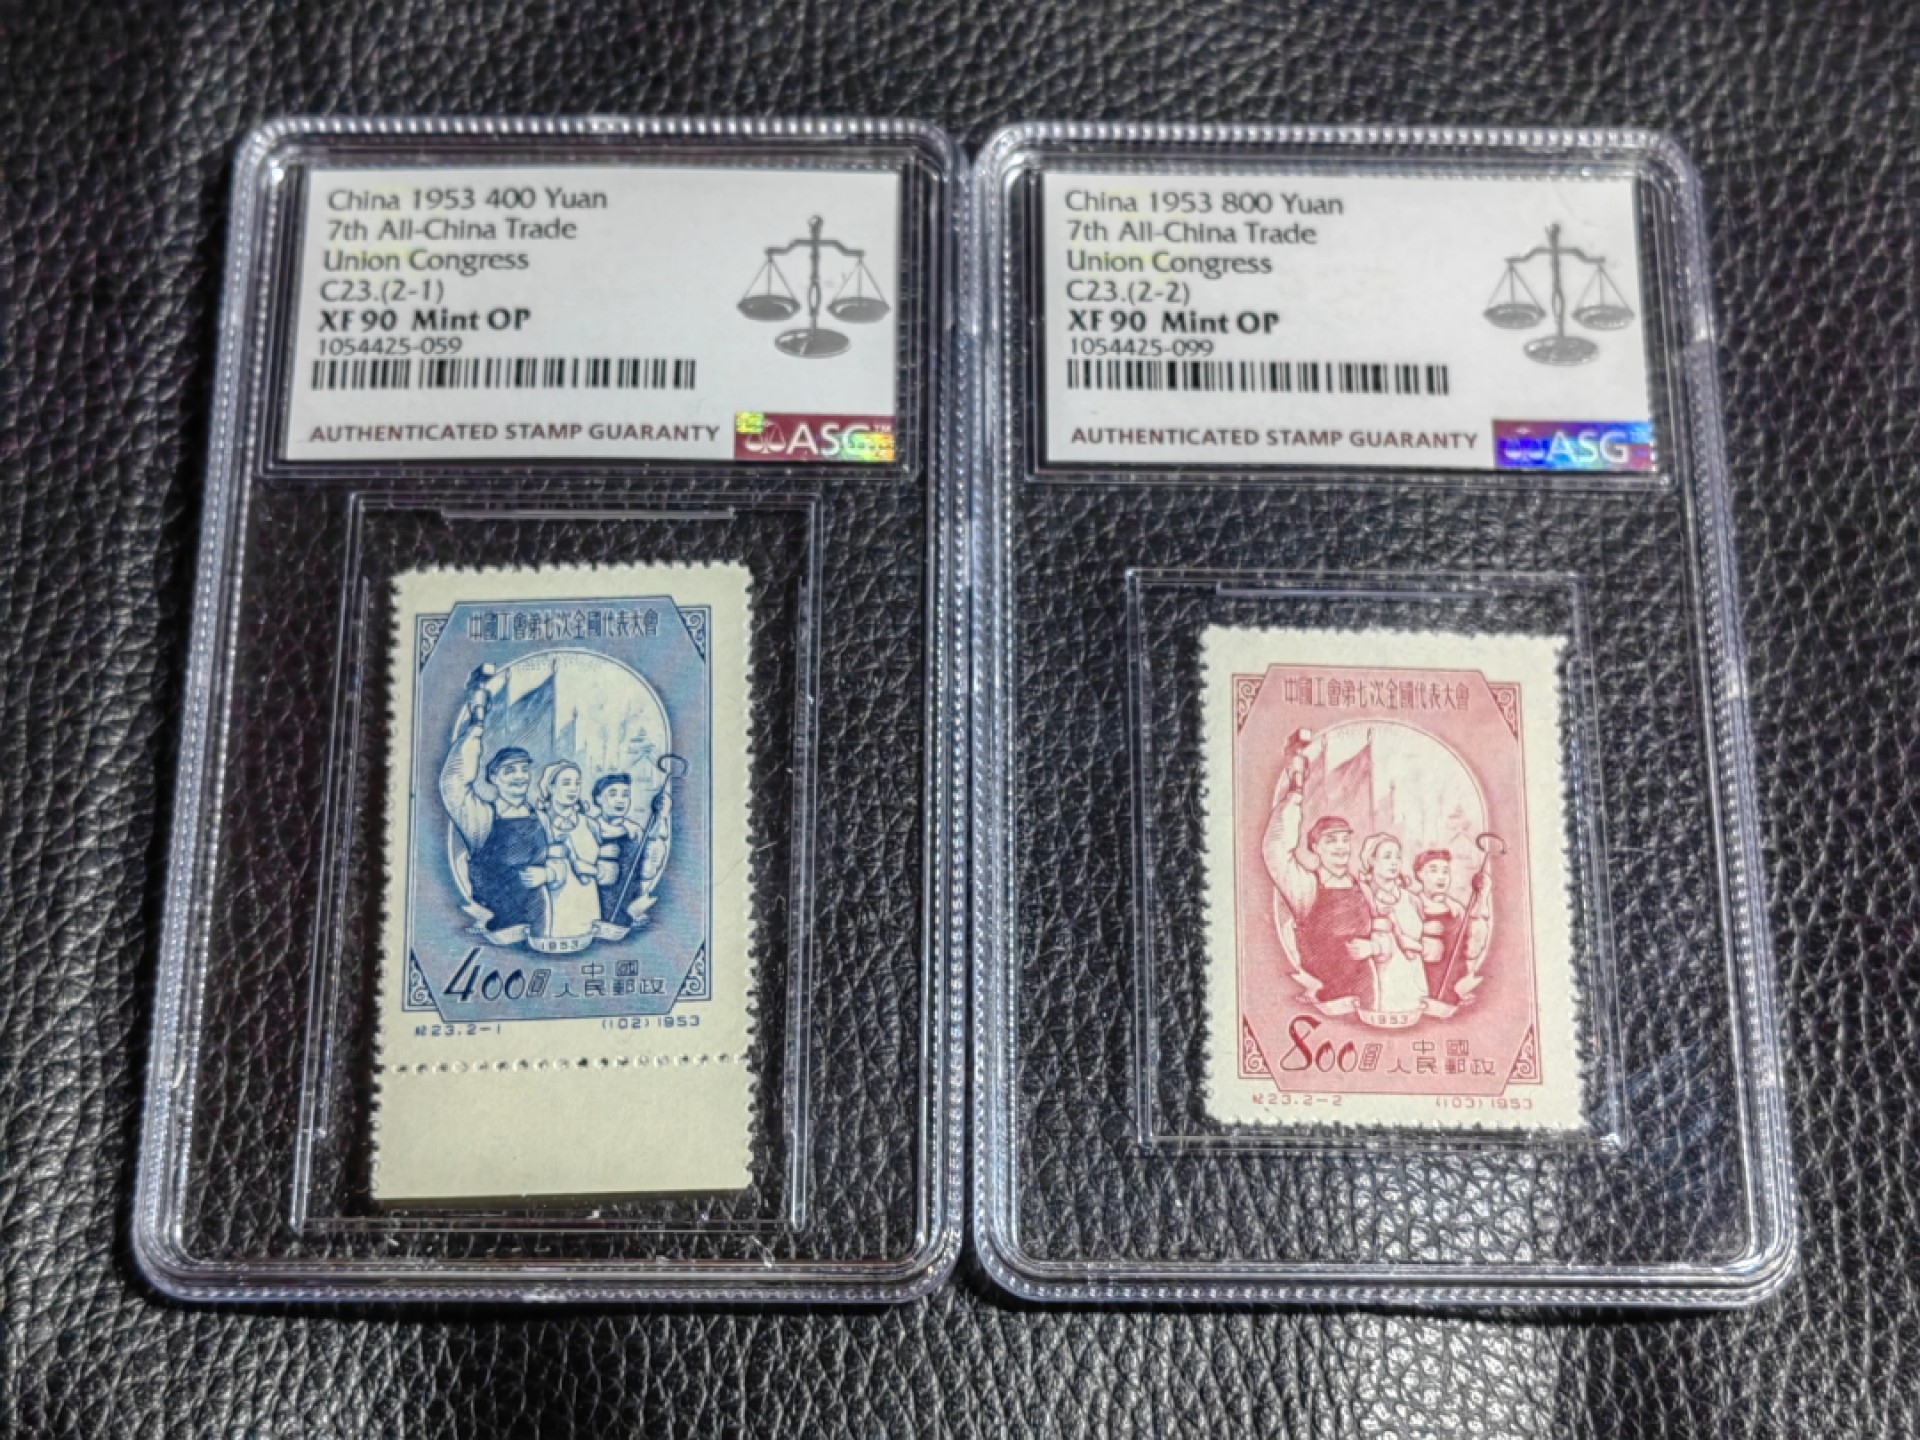 China 1953 400 Yuan
7th All-China Trade
Union Congress
C23.(2-1)
XF 90 Mint OP
1054425-059
AUTHENTICATED STAMP GUARANTY
ASG™
中國工會第七次全國代表大會
1953
400圓 中國人民郵政
紀23.2-1 (102) 1953
China 1953 800 Yuan
7th All-China Trade
Union Congress
C23.(2-2)
XF 90 Mint OP
1054425-099
AUTHENTICATED STAMP GUARANTY
ASG
中國工會第七次全國代表大會
1953
800圓 中國人民郵政
紀23.2-2 (103) 1953